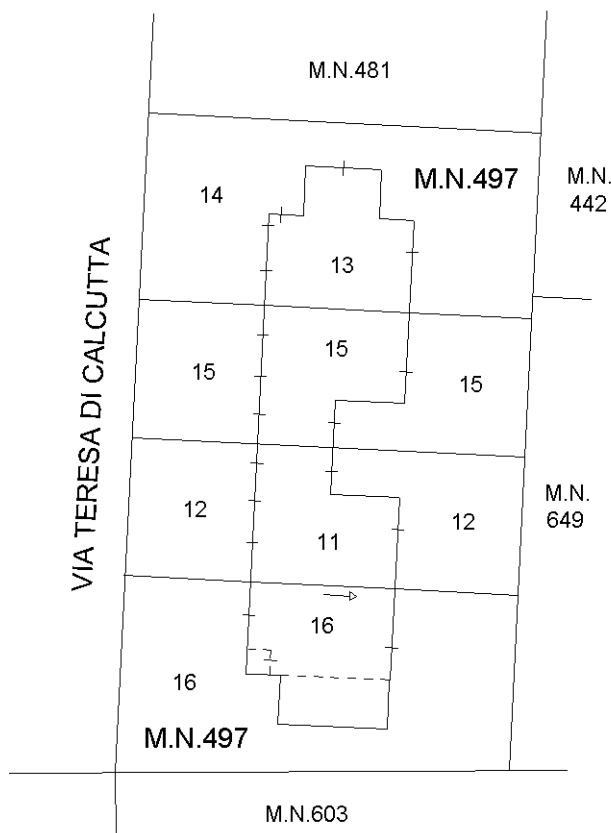 M.N.481
14
M.N.497
M.N.
442
13
VIA TERESA DI CALCUTTA
15
15
15
12
11
12
M.N.
649
16
16
M.N.497
M.N.603